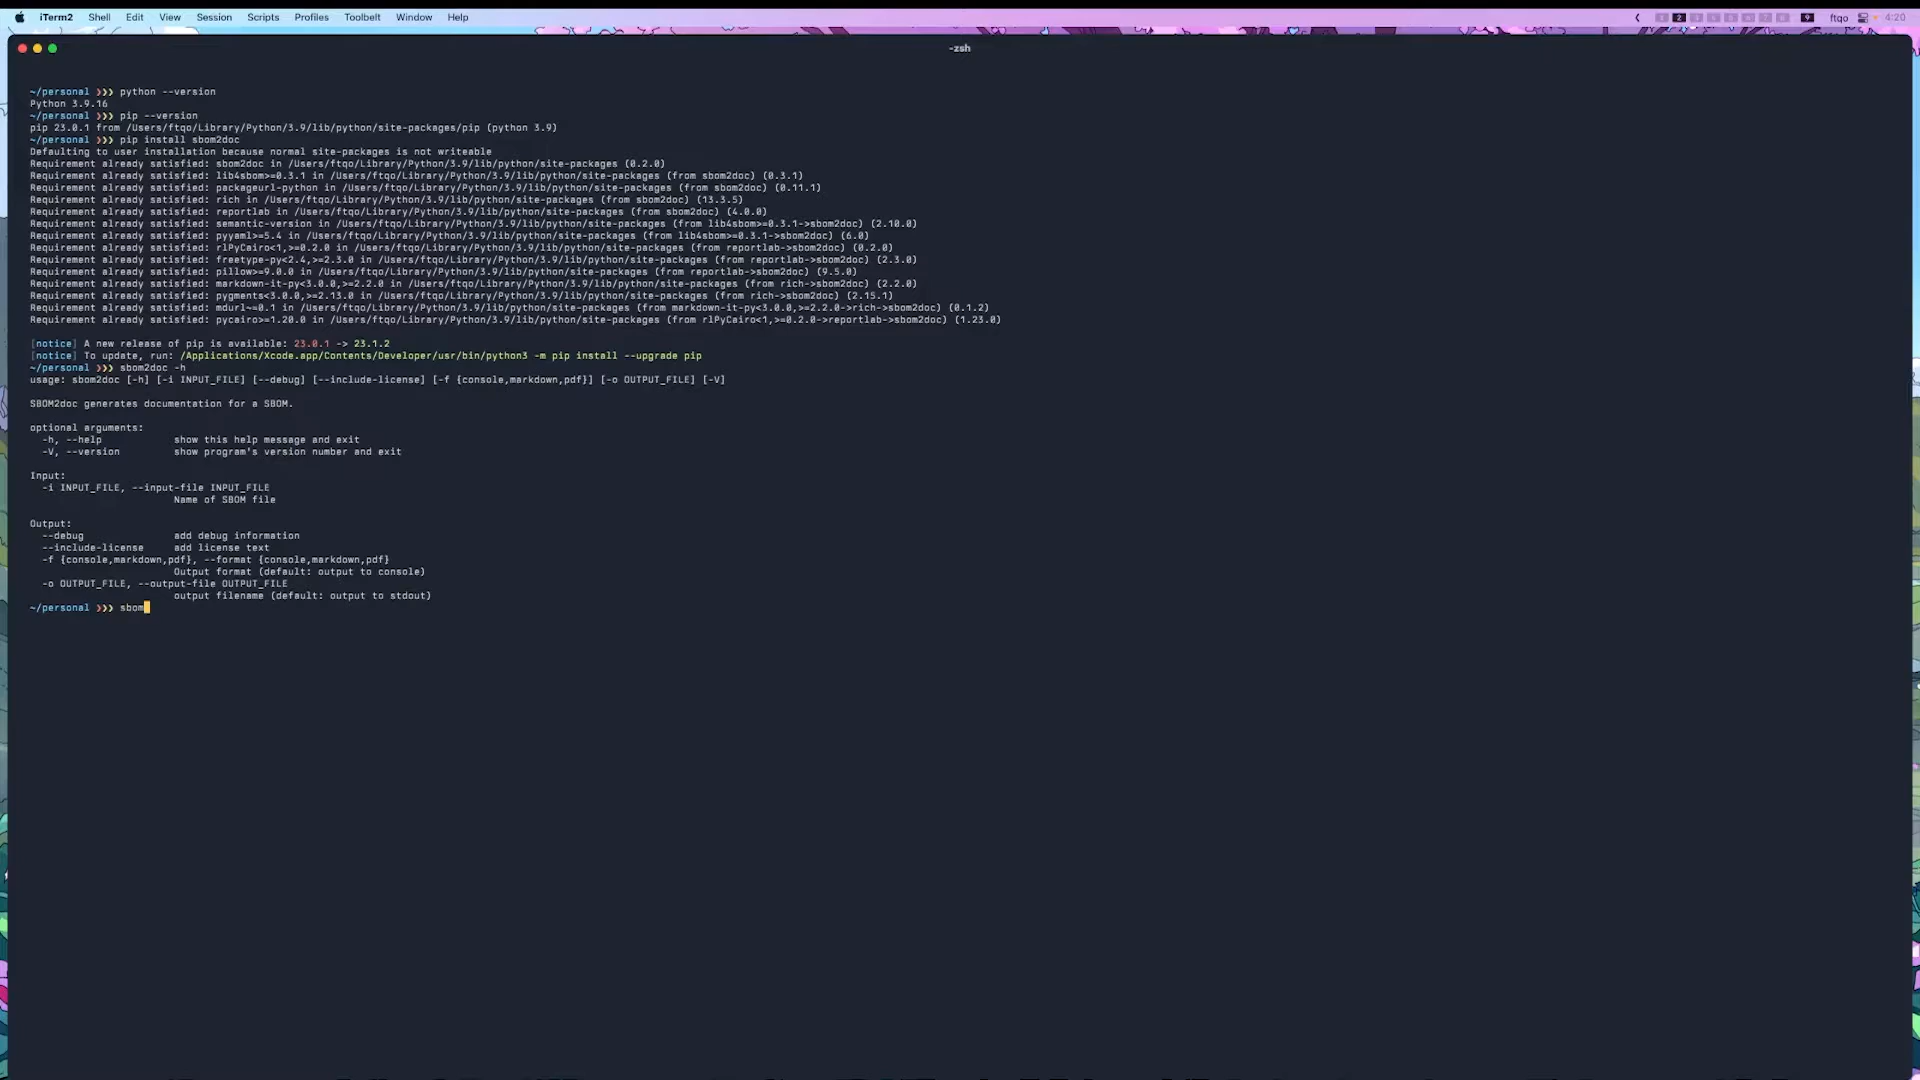 iTerm2 Shell Edit View Session Scripts Profiles Toolbelt Window Help ftqo 4:20
-zsh
~/personal ❯❯❯ python --version
Python 3.9.16
~/personal ❯❯❯ pip --version
pip 23.0.1 from /Users/ftqo/Library/Python/3.9/lib/python/site-packages/pip (python 3.9)
~/personal ❯❯❯ pip install sbom2doc
Defaulting to user installation because normal site-packages is not writeable
Requirement already satisfied: sbom2doc in /Users/ftqo/Library/Python/3.9/lib/python/site-packages (0.2.0)
Requirement already satisfied: lib4sbom>=0.3.1 in /Users/ftqo/Library/Python/3.9/lib/python/site-packages (from sbom2doc) (0.3.1)
Requirement already satisfied: packageurl-python in /Users/ftqo/Library/Python/3.9/lib/python/site-packages (from sbom2doc) (0.11.1)
Requirement already satisfied: rich in /Users/ftqo/Library/Python/3.9/lib/python/site-packages (from sbom2doc) (13.3.5)
Requirement already satisfied: reportlab in /Users/ftqo/Library/Python/3.9/lib/python/site-packages (from sbom2doc) (4.0.0)
Requirement already satisfied: semantic-version in /Users/ftqo/Library/Python/3.9/lib/python/site-packages (from lib4sbom>=0.3.1->sbom2doc) (2.10.0)
Requirement already satisfied: pyyaml>=5.4 in /Users/ftqo/Library/Python/3.9/lib/python/site-packages (from lib4sbom>=0.3.1->sbom2doc) (6.0)
Requirement already satisfied: rlPyCairo<1,>=0.2.0 in /Users/ftqo/Library/Python/3.9/lib/python/site-packages (from reportlab->sbom2doc) (0.2.0)
Requirement already satisfied: freetype-py<2.4,>=2.3.0 in /Users/ftqo/Library/Python/3.9/lib/python/site-packages (from reportlab->sbom2doc) (2.3.0)
Requirement already satisfied: pillow>=9.0.0 in /Users/ftqo/Library/Python/3.9/lib/python/site-packages (from reportlab->sbom2doc) (9.5.0)
Requirement already satisfied: markdown-it-py<3.0.0,>=2.2.0 in /Users/ftqo/Library/Python/3.9/lib/python/site-packages (from rich->sbom2doc) (2.2.0)
Requirement already satisfied: pygments<3.0.0,>=2.13.0 in /Users/ftqo/Library/Python/3.9/lib/python/site-packages (from rich->sbom2doc) (2.15.1)
Requirement already satisfied: mdurl~=0.1 in /Users/ftqo/Library/Python/3.9/lib/python/site-packages (from markdown-it-py<3.0.0,>=2.2.0->rich->sbom2doc) (0.1.2)
Requirement already satisfied: pycairo>=1.20.0 in /Users/ftqo/Library/Python/3.9/lib/python/site-packages (from rlPyCairo<1,>=0.2.0->reportlab->sbom2doc) (1.23.0)
[notice] A new release of pip is available: 23.0.1 -> 23.1.2
[notice] To update, run: /Applications/Xcode.app/Contents/Developer/usr/bin/python3 -m pip install --upgrade pip
~/personal ❯❯❯ sbom2doc -h
usage: sbom2doc [-h] [-i INPUT_FILE] [--debug] [--include-license] [-f {console,markdown,pdf}] [-o OUTPUT_FILE] [-V]
SBOM2doc generates documentation for a SBOM.
optional arguments:
-h, --help show this help message and exit
-V, --version show program's version number and exit
Input:
-i INPUT_FILE, --input-file INPUT_FILE
Name of SBOM file
Output:
--debug add debug information
--include-license add license text
-f {console,markdown,pdf}, --format {console,markdown,pdf}
Output format (default: output to console)
-o OUTPUT_FILE, --output-file OUTPUT_FILE
output filename (default: output to stdout)
~/personal ❯❯❯ sbom